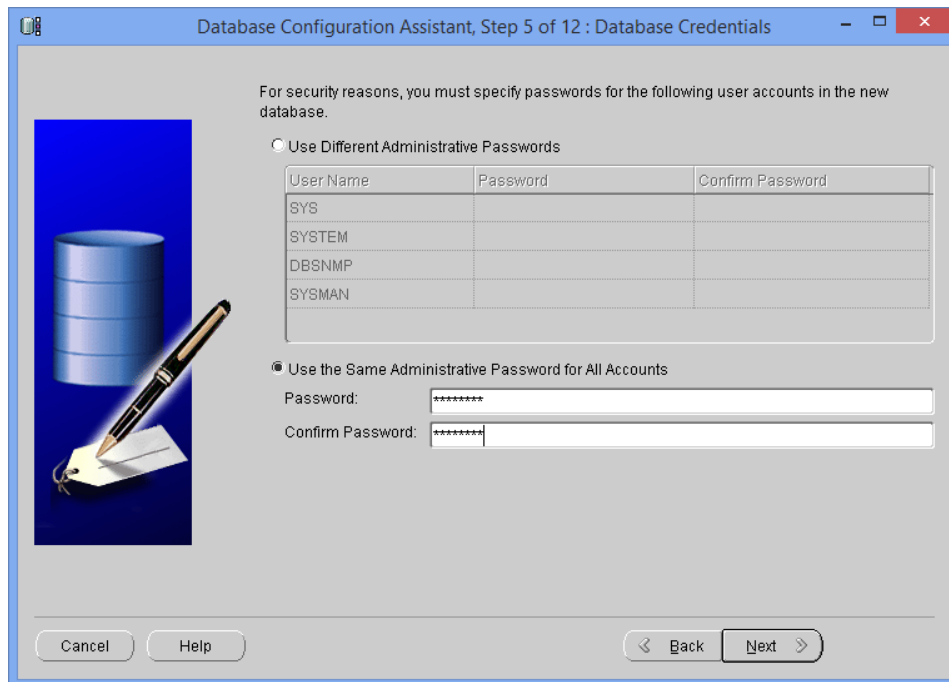 Database Configuration Assistant, Step 5 of 12 : Database Credentials
For security reasons, you must specify passwords for the following user accounts in the new
database.
Use Different Administrative Passwords
User Name Password Confirm Password
SYS
SYSTEM
DBSNMP
SYSMAN
Use the Same Administrative Password for All Accounts
Password: ********
Confirm Password: ********
Cancel Help Back Next